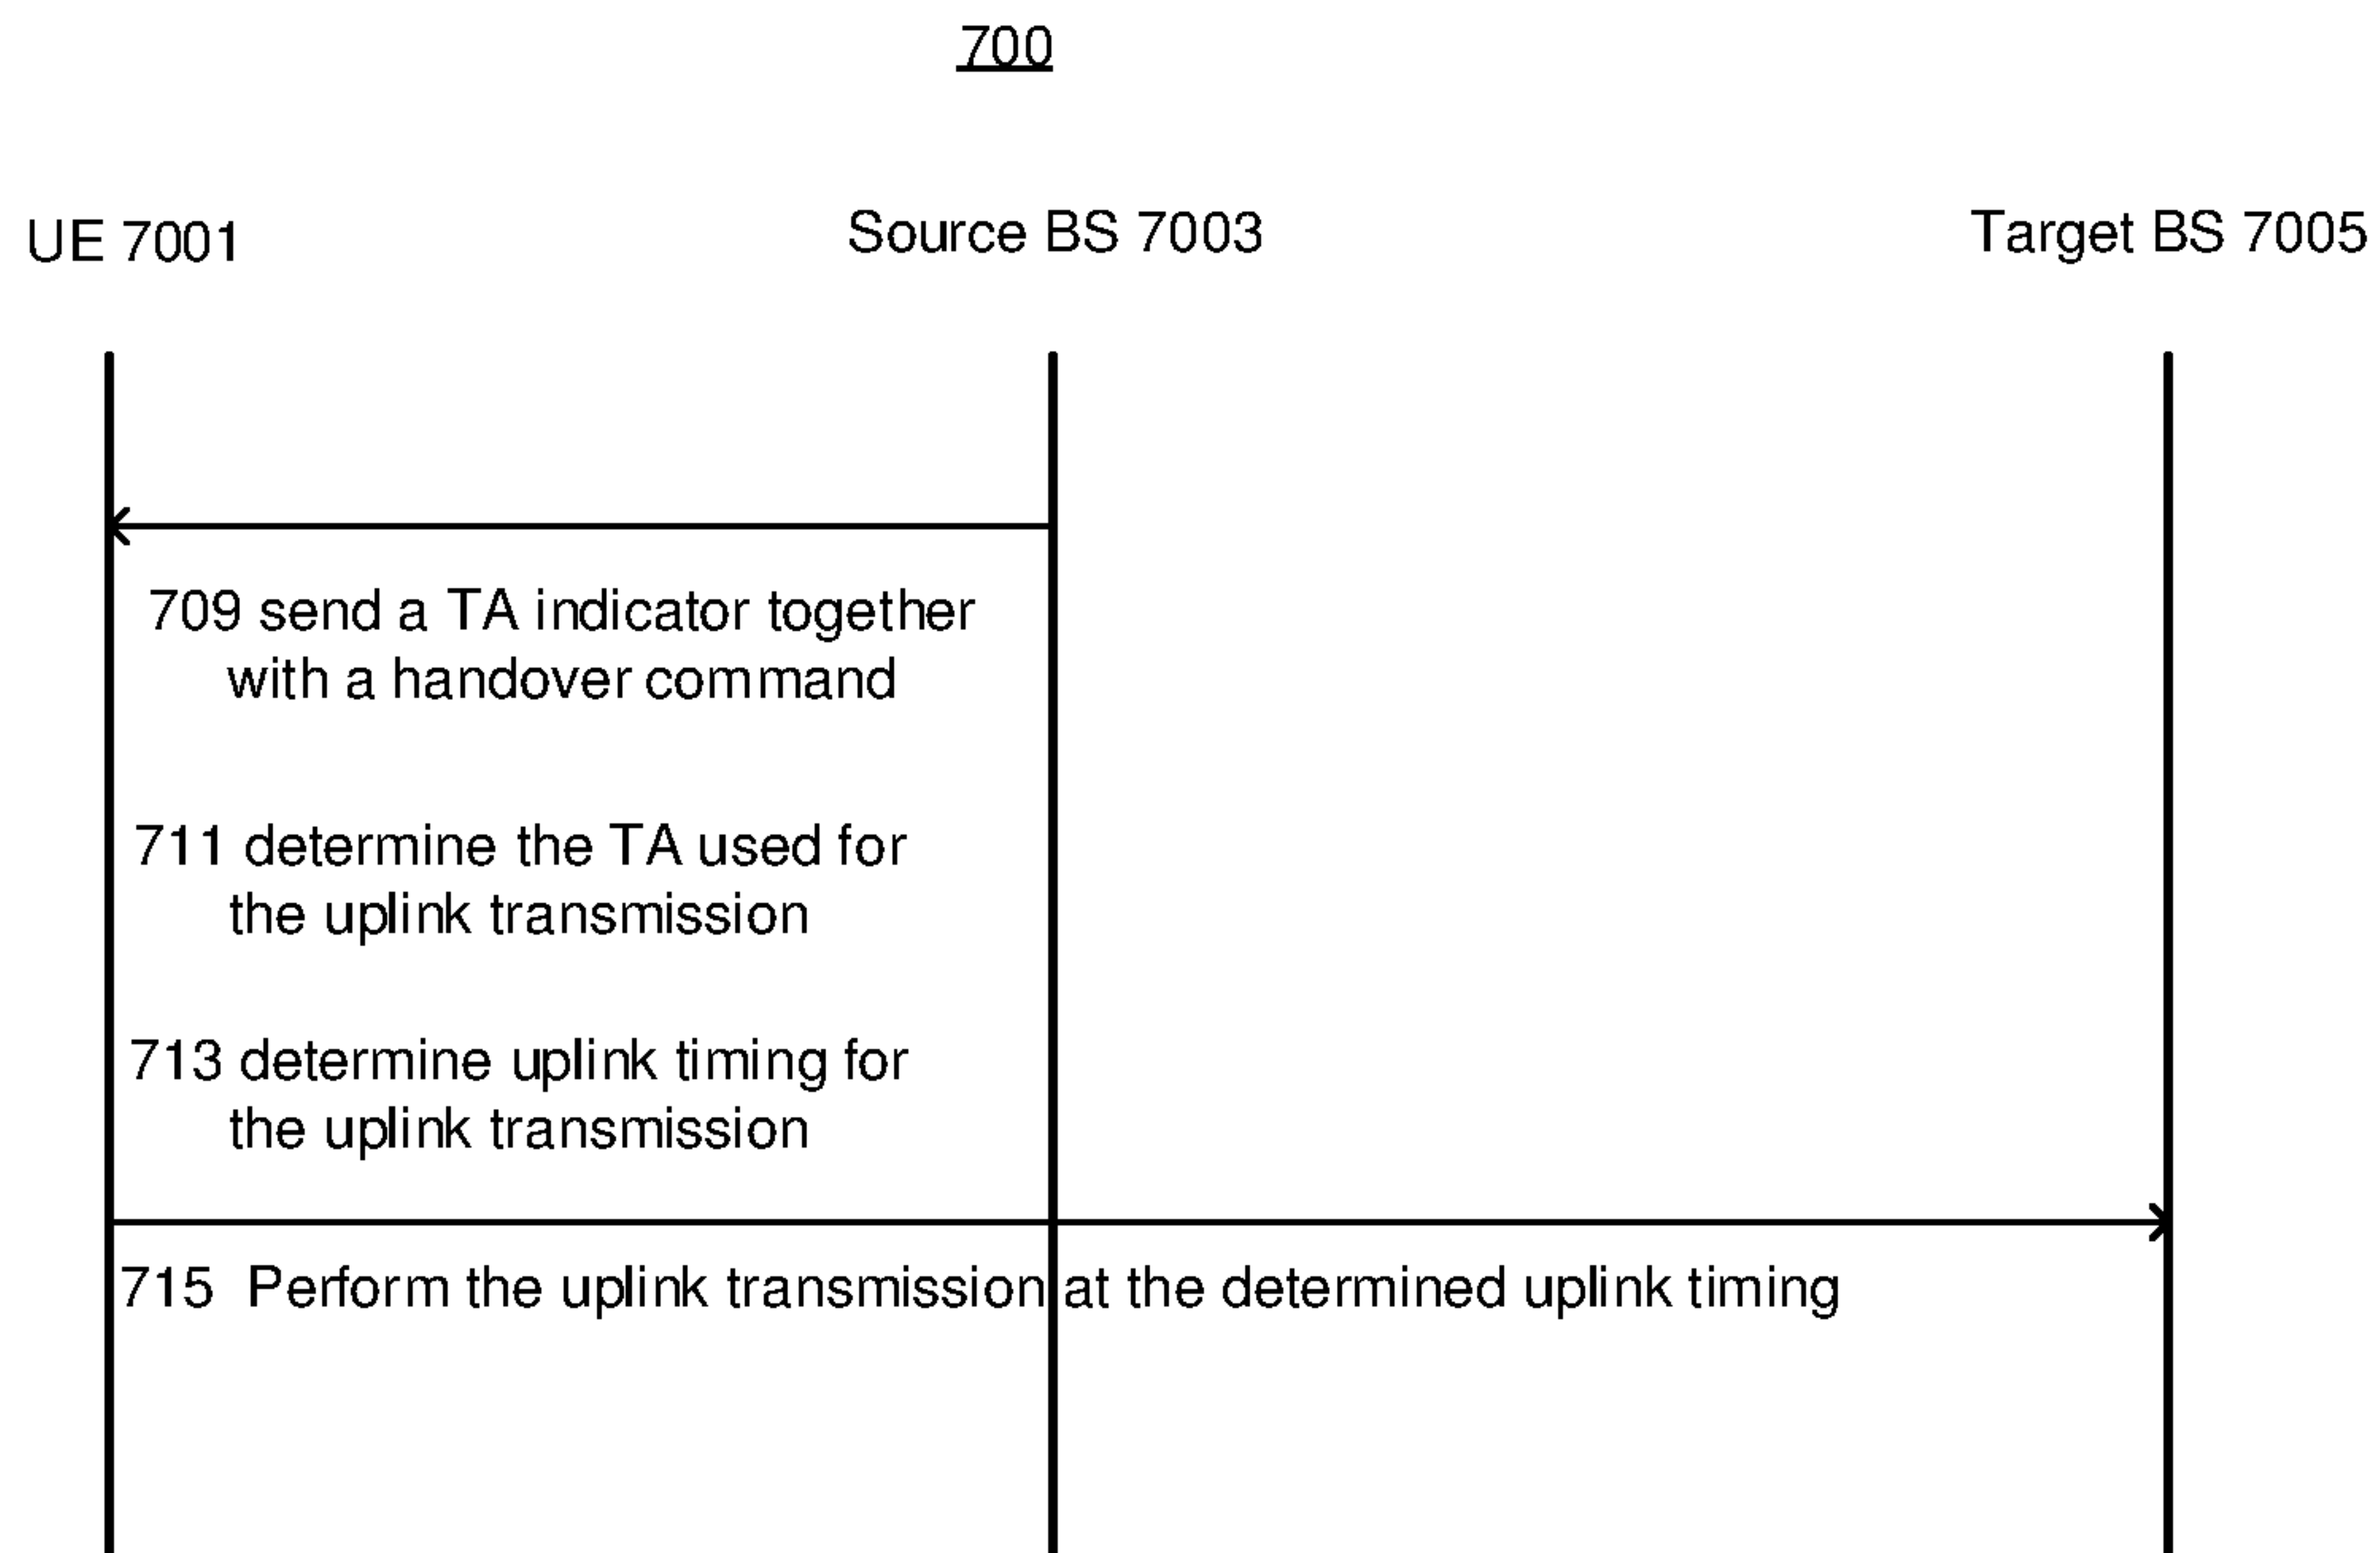 700
UE 7001
Source BS 7003
Target BS 7005
709 send a TA indicator together
with a handover command
711 determine the TA used for
the uplink transmission
713 determine uplink timing for
the uplink transmission
715 Perform the uplink transmission at the determined uplink timing